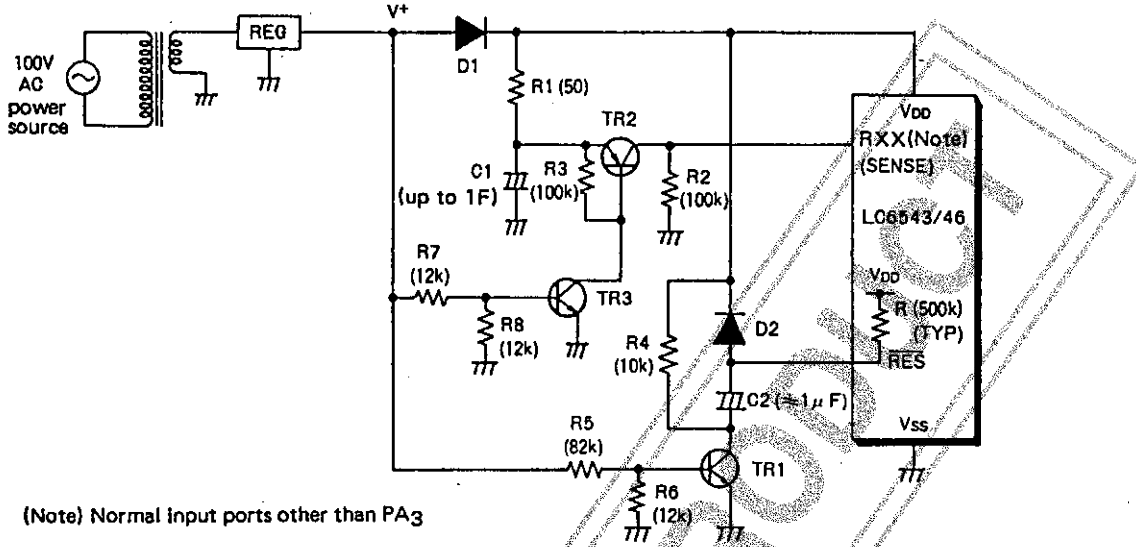 V+
REG
D1
100V
AC
power
source
R1 (50)
TR2
VDD
RXX(Note)
(SENSE)
C1
(up to 1F)
R3
(100k)
R2
(100k)
LC6543/46
R7
(12k)
TR3
VDD
R (500k)
(TYP)
R8
(12k)
D2
R4
(10k)
RES
C2 (≒1μF)
R5
(82k)
VSS
TR1
R6
(12k)
(Note) Normal input ports other than PA3